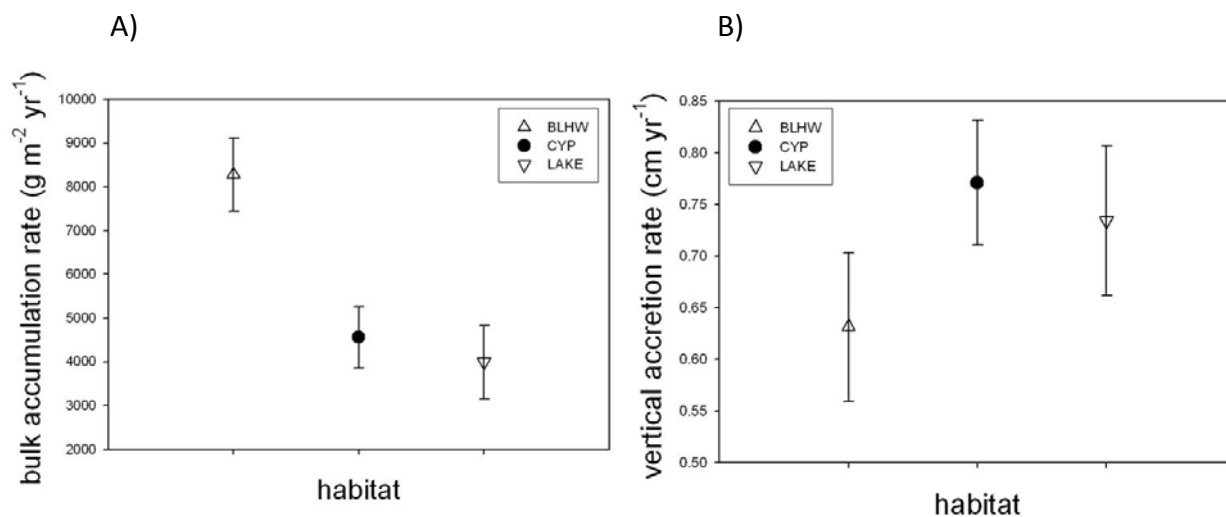 A)
bulk accumulation rate (g m⁻² yr⁻¹)
10000
9000
8000
7000
6000
5000
4000
3000
2000
BLHW
CYP
LAKE
habitat
B)
vertical accretion rate (cm yr⁻¹)
0.85
0.80
0.75
0.70
0.65
0.60
0.55
0.50
BLHW
CYP
LAKE
habitat